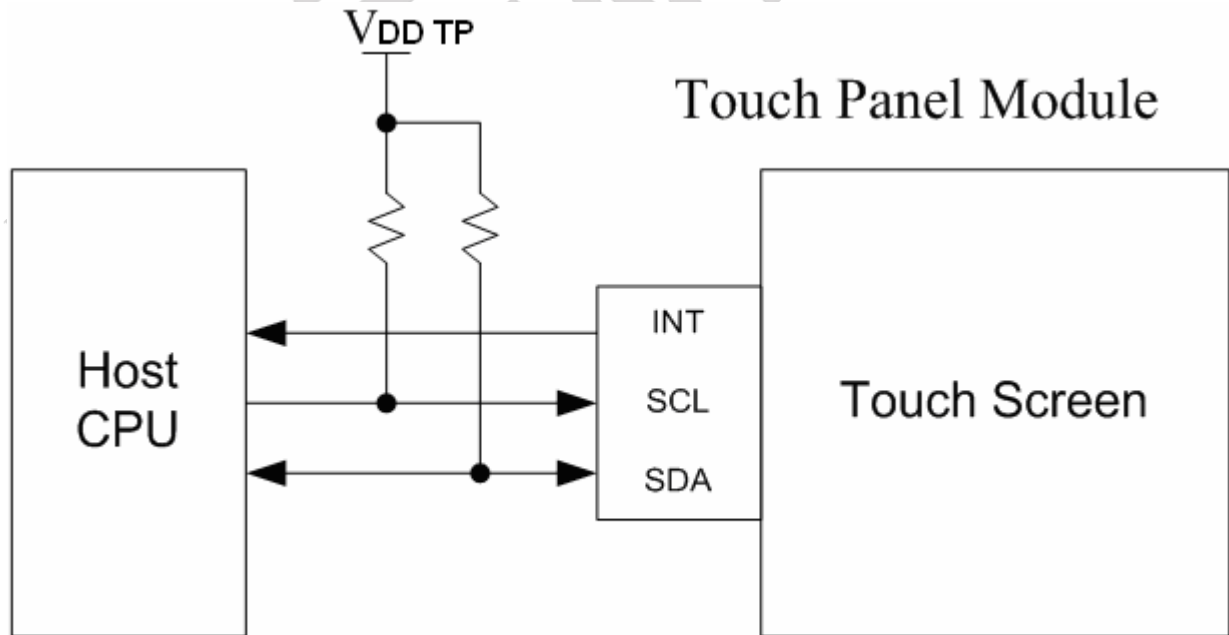 VDD TP
Touch Panel Module
Host
CPU
INT
SCL
SDA
Touch Screen